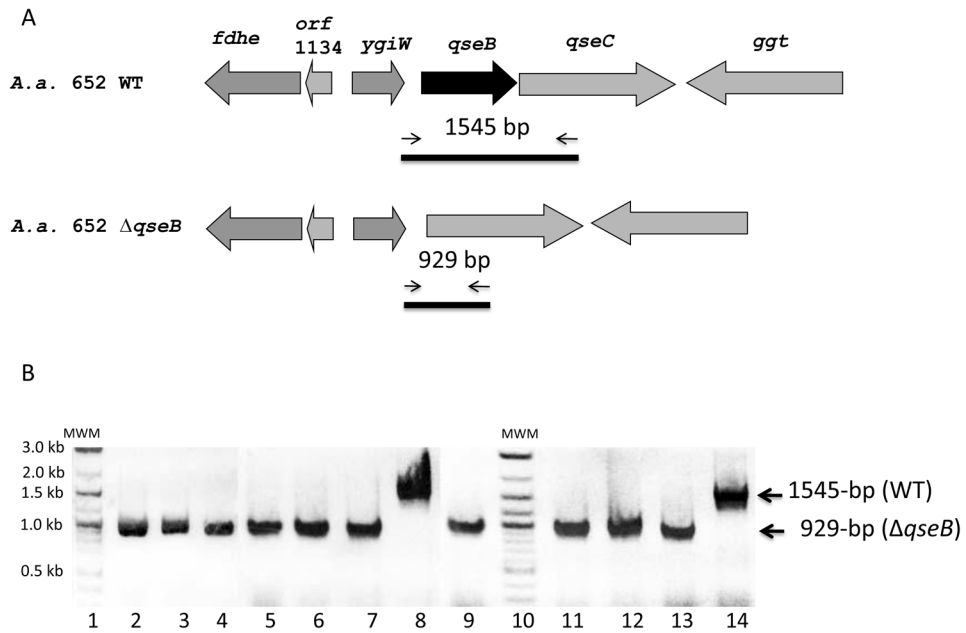 A
fdhe orf 1134 ygiW qseB qseC ggt
A.a. 652 WT
1545 bp
A.a. 652 ΔqseB
929 bp
B
MWM MWM
3.0 kb
2.0 kb
1.5 kb
1545-bp (WT)
1.0 kb
929-bp (ΔqseB)
0.5 kb
1 2 3 4 5 6 7 8 9 10 11 12 13 14